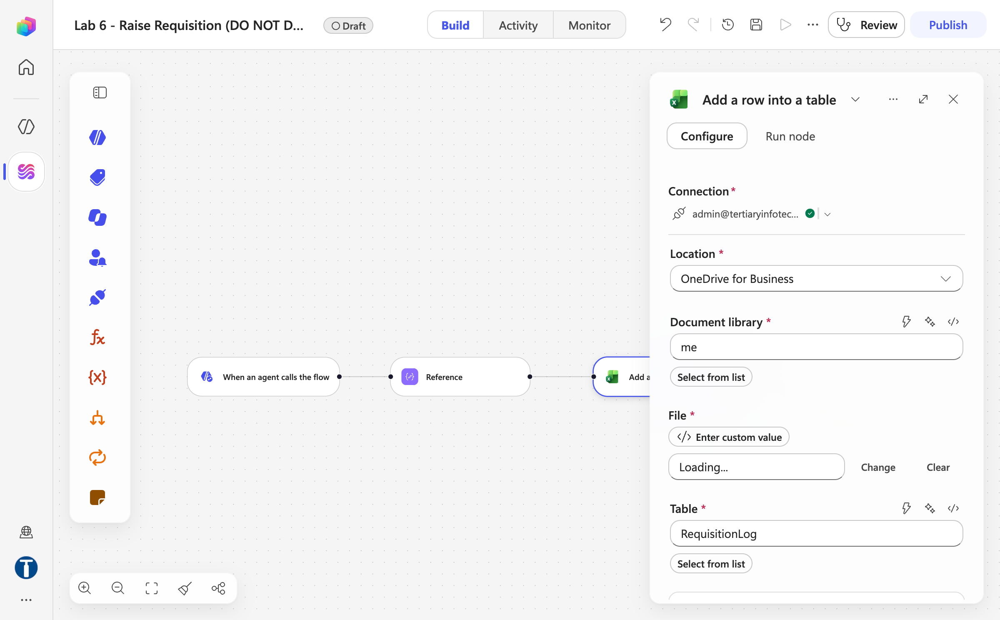 Lab 6 - Raise Requisition (DO NOT D...
Draft
Build
Activity
Monitor
Review
Publish
Add a row into a table
Configure
Run node
Connection *
admin@tertiaryinfotec...
Location *
OneDrive for Business
Document library *
me
Select from list
When an agent calls the flow
Reference
Add a
File *
Enter custom value
Loading...
Change
Clear
Table *
RequisitionLog
Select from list